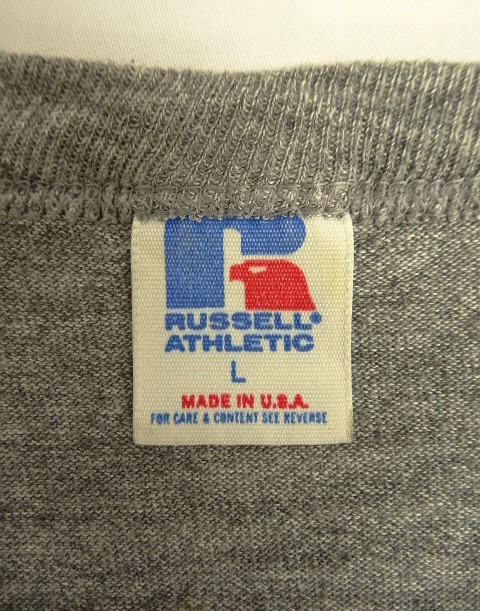 R
RUSSELL®
ATHLETIC
L
MADE IN U.S.A.
FOR CARE & CONTENT SEE REVERSE